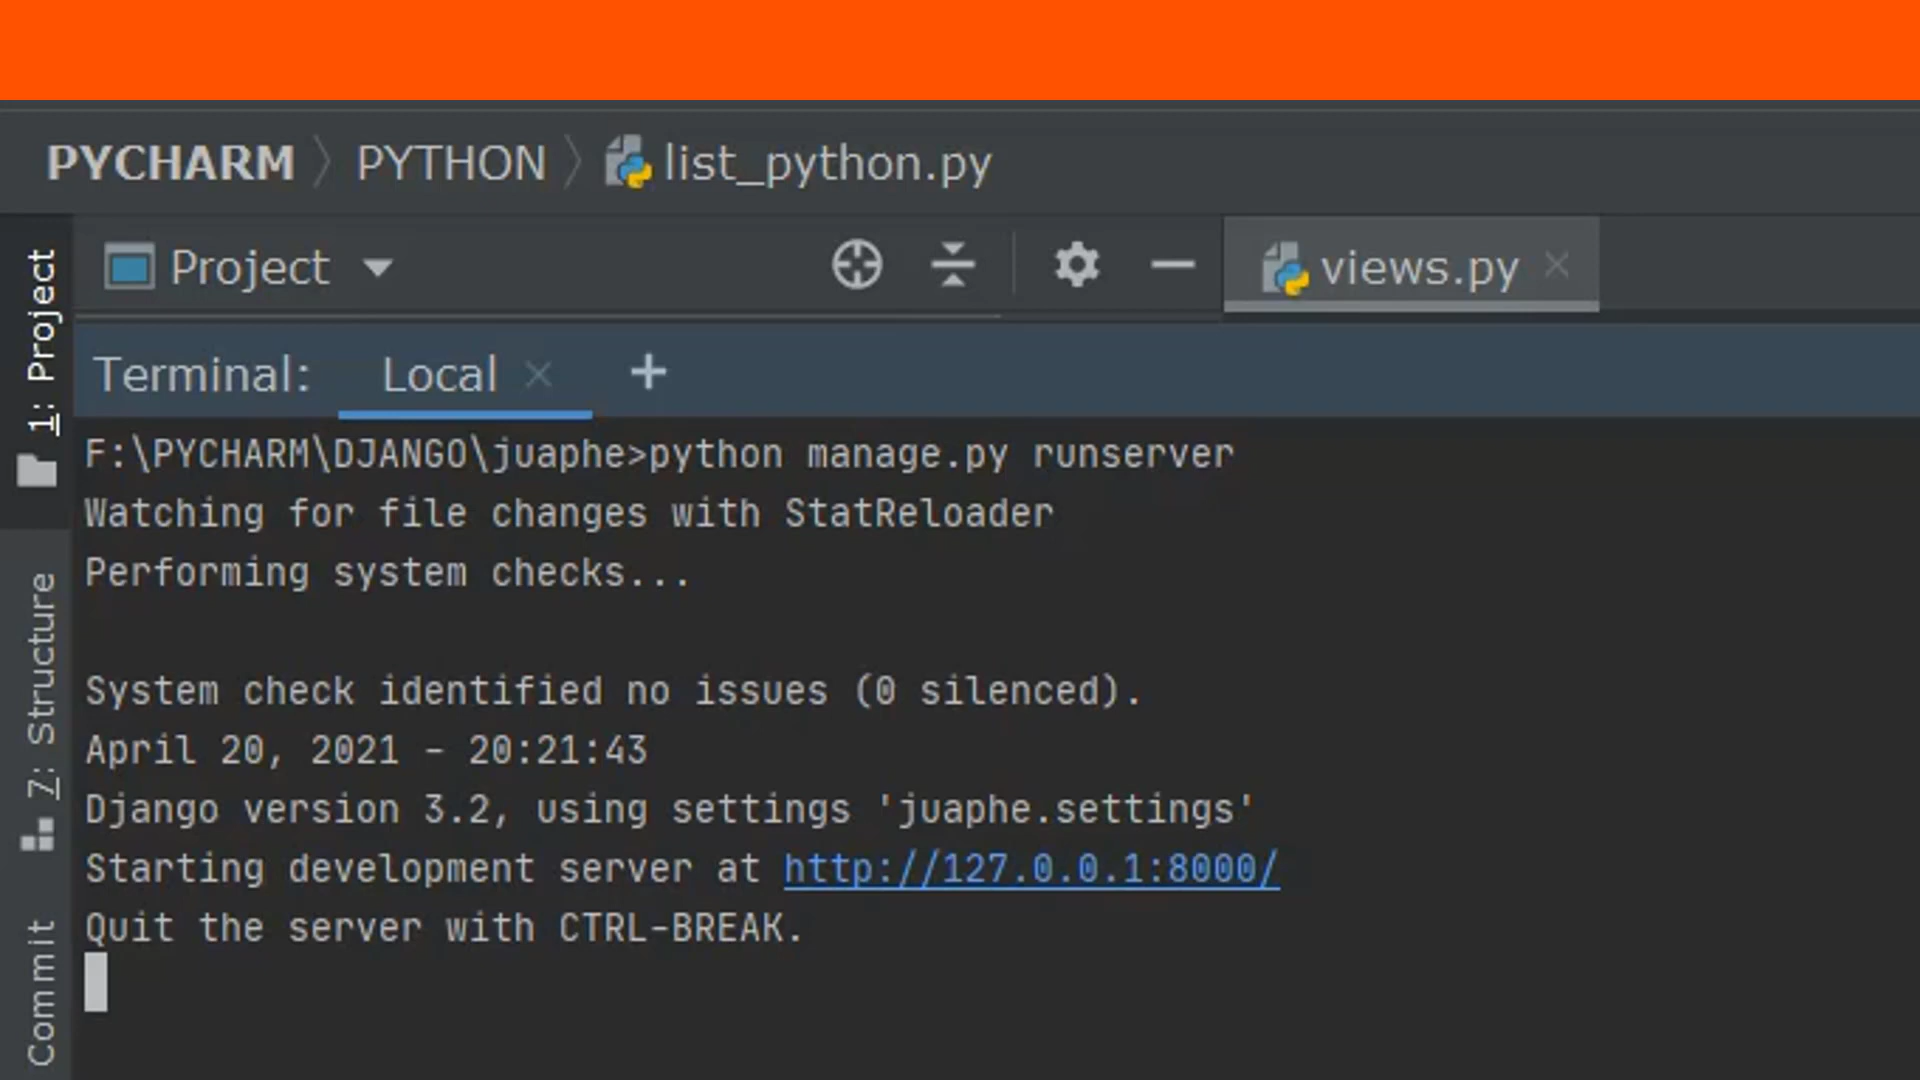 PYCHARM PYTHON list_python.py
Project views.py
1: Project
Terminal: Local +
F:\PYCHARM\DJANGO\juaphe>python manage.py runserver
Watching for file changes with StatReloader
Performing system checks...
System check identified no issues (0 silenced).
April 20, 2021 - 20:21:43
Django version 3.2, using settings 'juaphe.settings'
Starting development server at http://127.0.0.1:8000/
Quit the server with CTRL-BREAK.
7: Structure
Commit